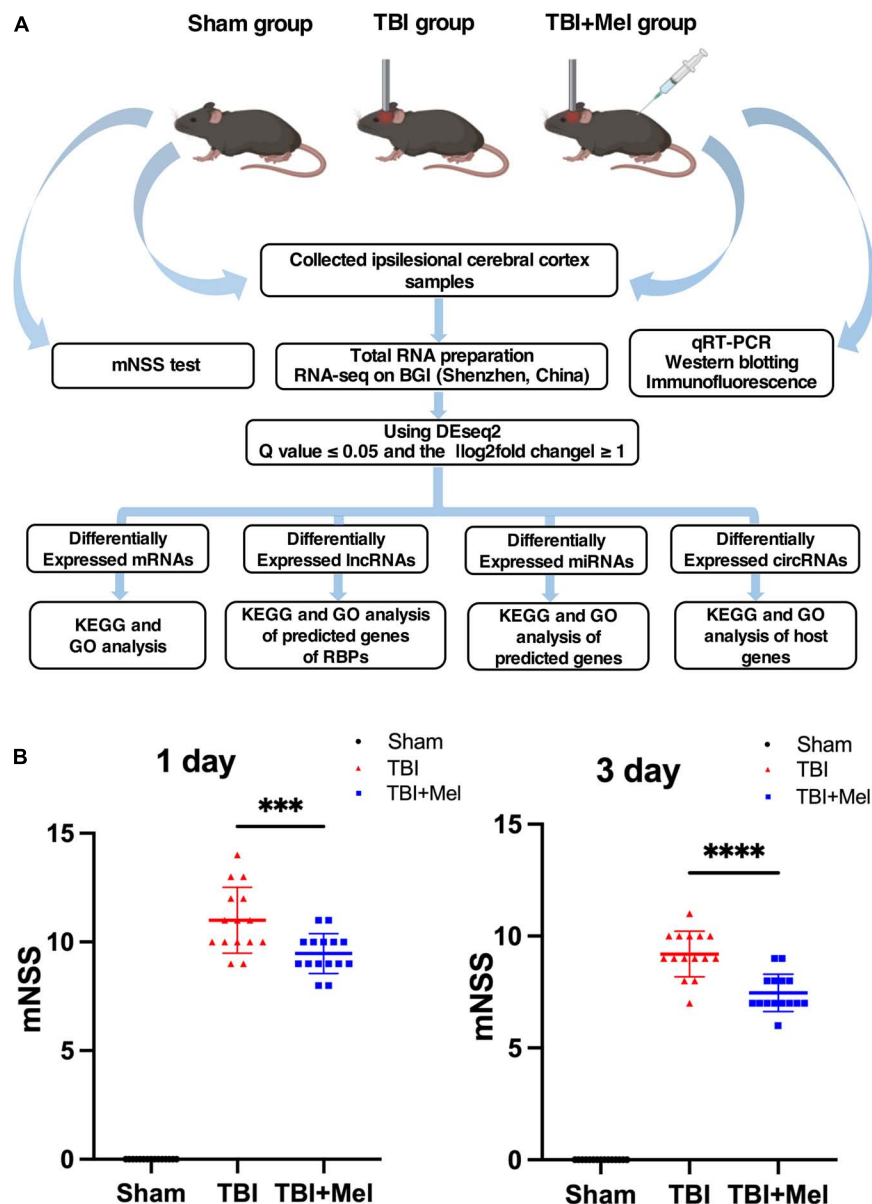 A
Sham group
TBI group
TBI+Mel group
Collected ipsilesional cerebral cortex
samples
mNSS test
Total RNA preparation
RNA-seq on BGI (Shenzhen, China)
qRT-PCR
Western blotting
Immunofluorescence
Using DEseq2
Q value ≤ 0.05 and the |log2fold change| ≥ 1
Differentially
Expressed mRNAs
Differentially
Expressed lncRNAs
Differentially
Expressed miRNAs
Differentially
Expressed circRNAs
KEGG and
GO analysis
KEGG and GO analysis
of predicted genes
of RBPs
KEGG and GO
analysis of
predicted genes
KEGG and GO
analysis of host
genes
B
1 day
Sham
TBI
TBI+Mel
***
mNSS
15
10
5
0
Sham
TBI
TBI+Mel
3 day
Sham
TBI
TBI+Mel
****
mNSS
15
10
5
0
Sham
TBI
TBI+Mel